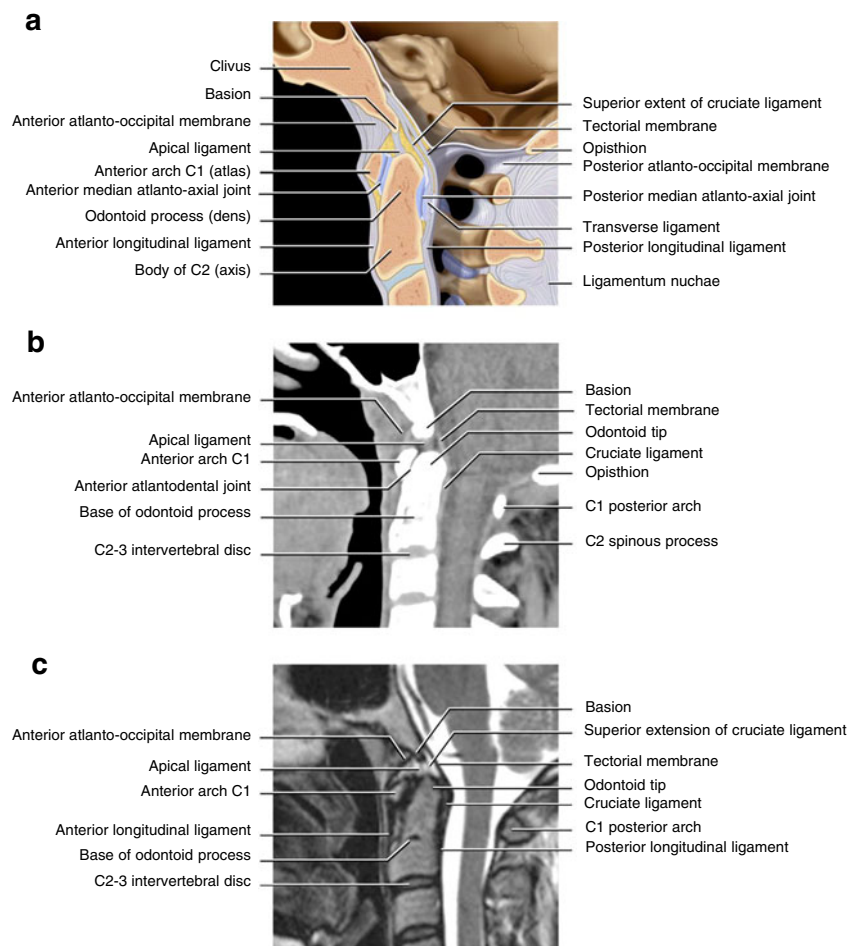 a
Clivus
Basion
Anterior atlanto-occipital membrane
Apical ligament
Anterior arch C1 (atlas)
Anterior median atlanto-axial joint
Odontoid process (dens)
Anterior longitudinal ligament
Body of C2 (axis)
Superior extent of cruciate ligament
Tectorial membrane
Opisthion
Posterior atlanto-occipital membrane
Posterior median atlanto-axial joint
Transverse ligament
Posterior longitudinal ligament
Ligamentum nuchae
b
Anterior atlanto-occipital membrane
Apical ligament
Anterior arch C1
Anterior atlantodental joint
Base of odontoid process
C2-3 intervertebral disc
Basion
Tectorial membrane
Odontoid tip
Cruciate ligament
Opisthion
C1 posterior arch
C2 spinous process
c
Anterior atlanto-occipital membrane
Apical ligament
Anterior arch C1
Anterior longitudinal ligament
Base of odontoid process
C2-3 intervertebral disc
Basion
Superior extension of cruciate ligament
Tectorial membrane
Odontoid tip
Cruciate ligament
C1 posterior arch
Posterior longitudinal ligament